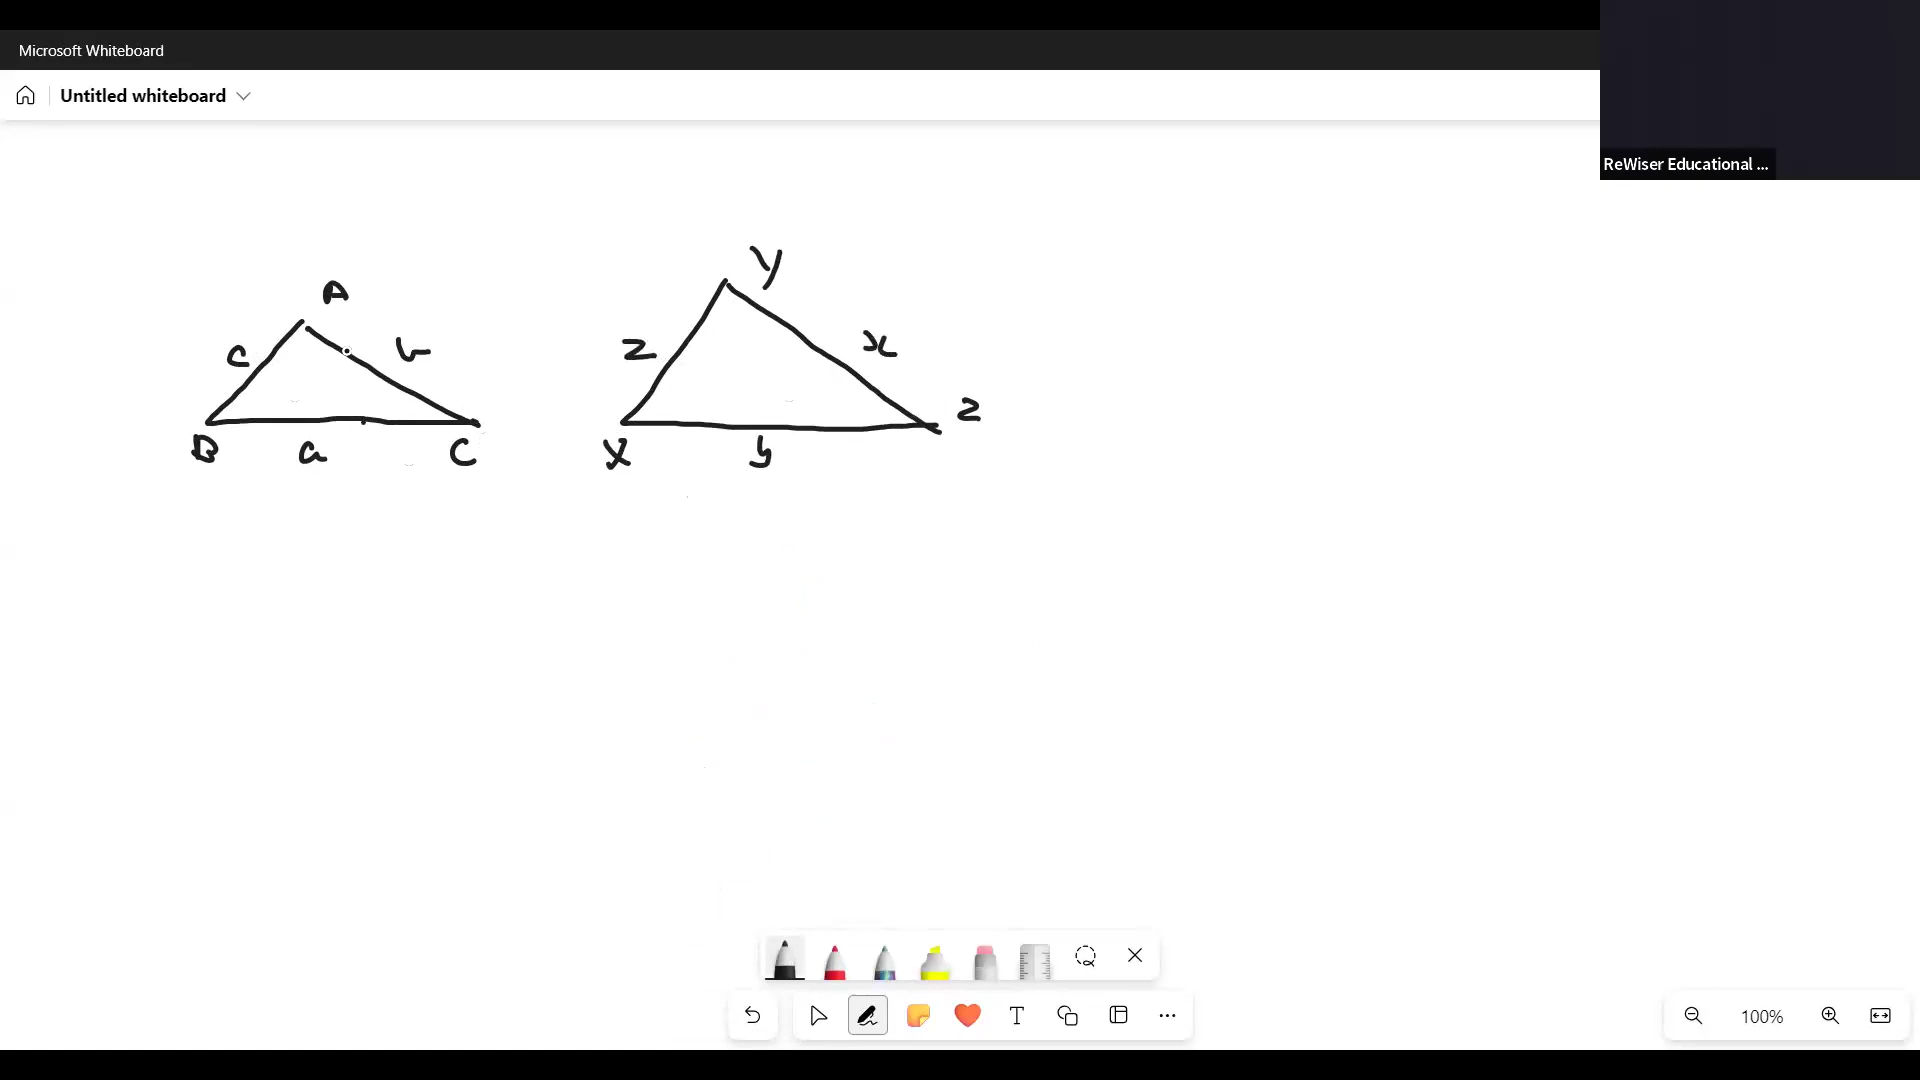 Microsoft Whiteboard
Untitled whiteboard
ReWiser Educational ...
y
A
c
b
z
x
z
B
a
C
X
y
100%